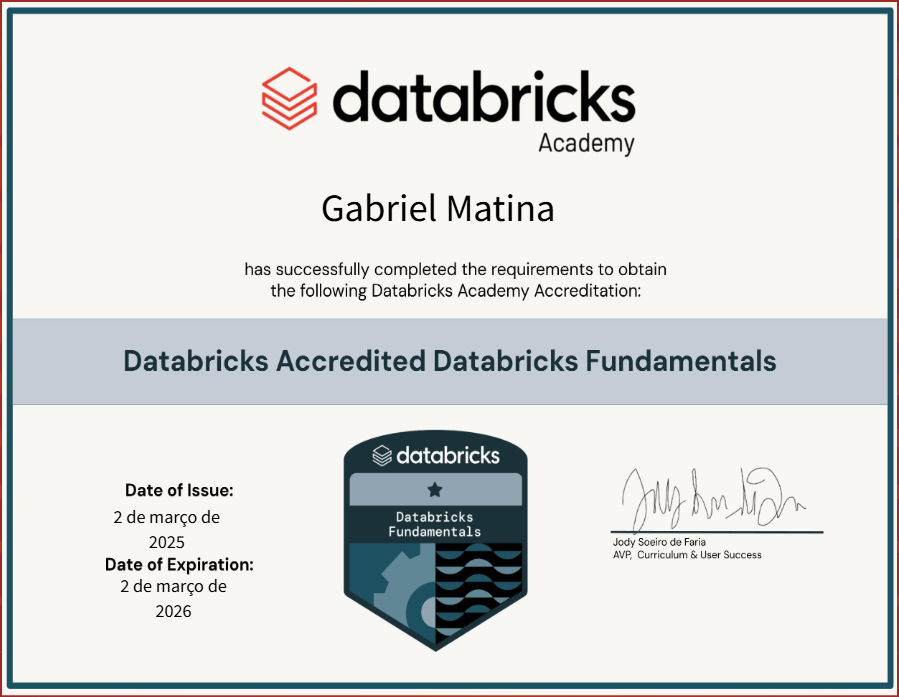 databricks
Academy
Gabriel Matina
has successfully completed the requirements to obtain
the following Databricks Academy Accreditation:
Databricks Accredited Databricks Fundamentals
Date of Issue:
2 de março de
2025
Date of Expiration:
2 de março de
2026
databricks
Databricks
Fundamentals
Jody Soeiro de Faria
AVP, Curriculum & User Success